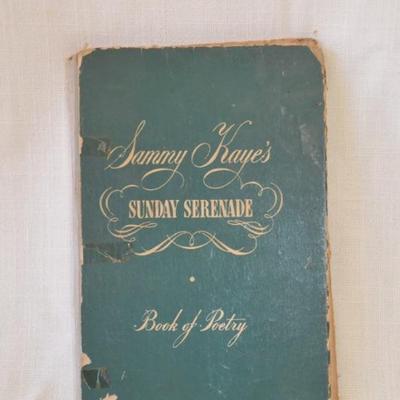 Sammy Kaye's
SUNDAY SERENADE
Book of Poetry